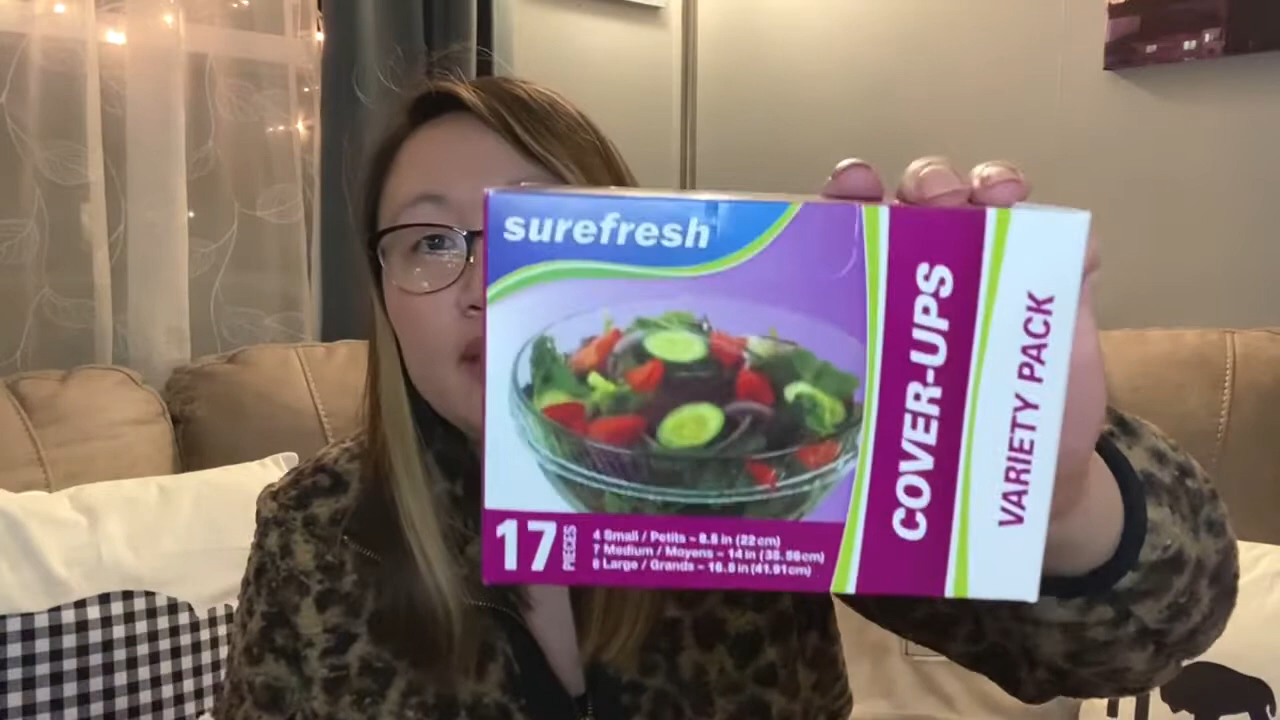 surefresh
COVER-UPS
VARIETY PACK
17 PIECES
4 Small / Petits - 8.5 in (22cm)
7 Medium / Moyens - 14 in (35.56cm)
6 Large / Grands - 16.5 in (41.91cm)